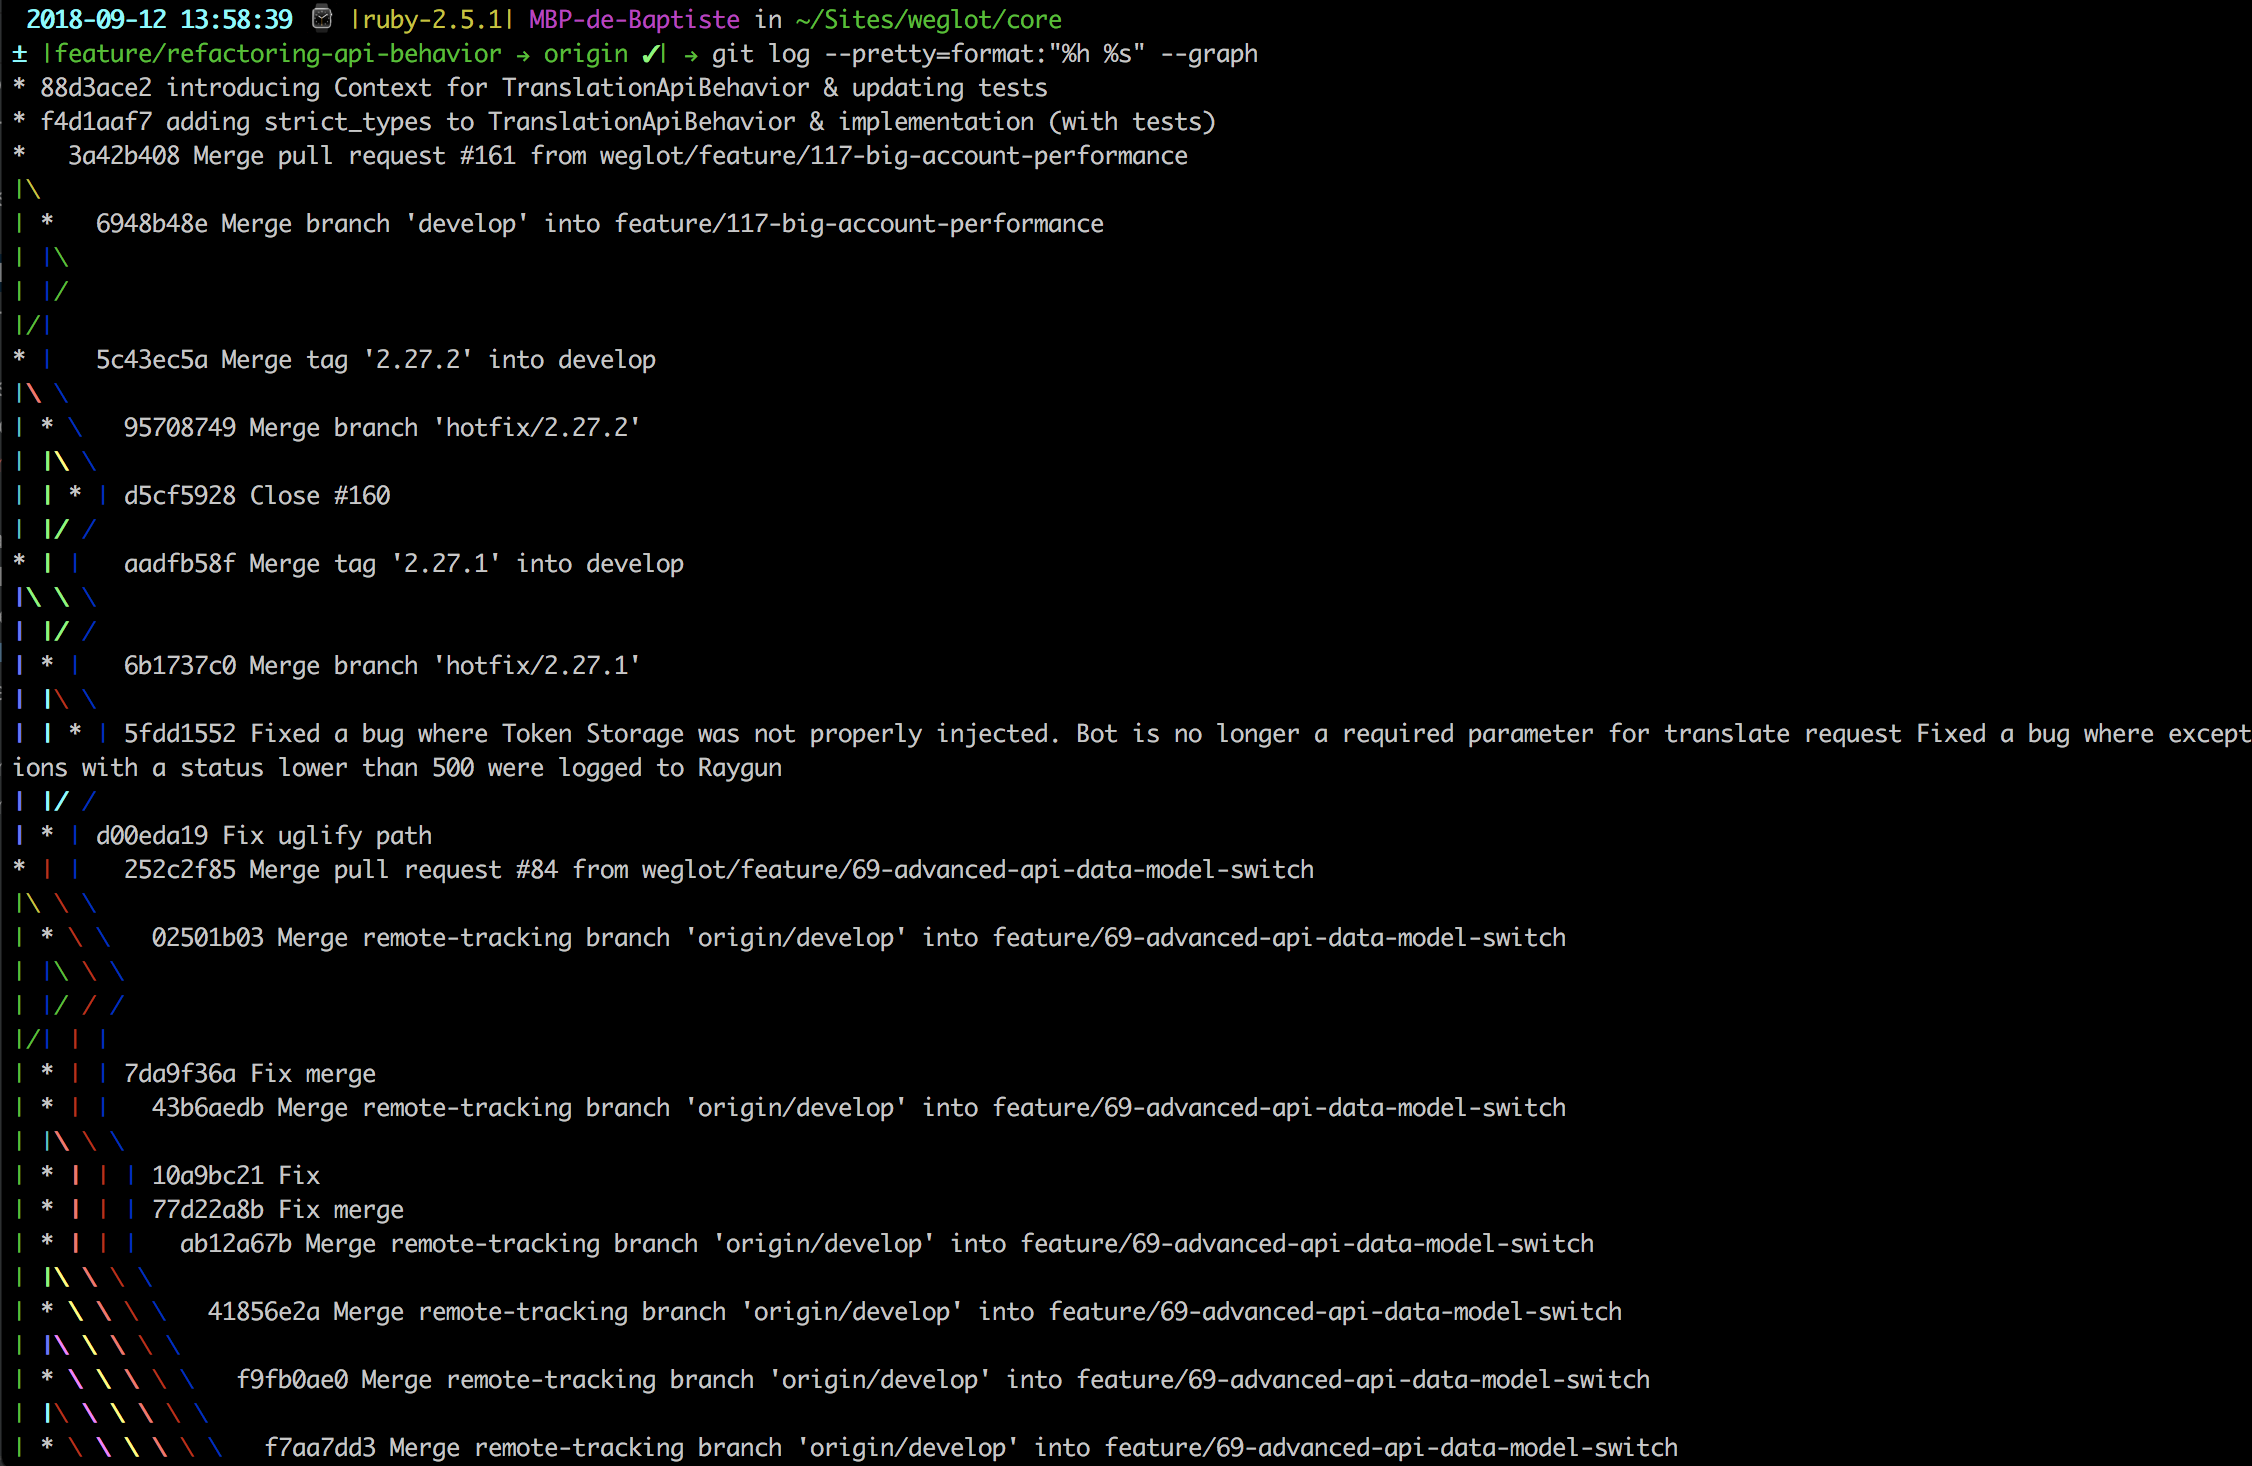 2018-09-12 13:58:39 ⌚ |ruby-2.5.1| MBP-de-Baptiste in ~/Sites/weglot/core
± |feature/refactoring-api-behavior → origin ✓| → git log --pretty=format:"%h %s" --graph
* 88d3ace2 introducing Context for TranslationApiBehavior & updating tests
* f4d1aaf7 adding strict_types to TranslationApiBehavior & implementation (with tests)
*   3a42b408 Merge pull request #161 from weglot/feature/117-big-account-performance
|\
| *   6948b48e Merge branch 'develop' into feature/117-big-account-performance
| |\
| |/
|/|
* |   5c43ec5a Merge tag '2.27.2' into develop
|\ \
| * \   95708749 Merge branch 'hotfix/2.27.2'
| |\ \
| | * | d5cf5928 Close #160
| |/ /
* | |   aadfb58f Merge tag '2.27.1' into develop
|\ \ \
| |/ /
| * |   6b1737c0 Merge branch 'hotfix/2.27.1'
| |\ \
| | * | 5fdd1552 Fixed a bug where Token Storage was not properly injected. Bot is no longer a required parameter for translate request Fixed a bug where except
ions with a status lower than 500 were logged to Raygun
| |/ /
| * | d00eda19 Fix uglify path
* | |   252c2f85 Merge pull request #84 from weglot/feature/69-advanced-api-data-model-switch
|\ \ \
| * \ \   02501b03 Merge remote-tracking branch 'origin/develop' into feature/69-advanced-api-data-model-switch
| |\ \ \
| |/ / /
|/| | |
| * | | 7da9f36a Fix merge
| * | |   43b6aedb Merge remote-tracking branch 'origin/develop' into feature/69-advanced-api-data-model-switch
| |\ \ \
| * | | | 10a9bc21 Fix
| * | | | 77d22a8b Fix merge
| * | | |   ab12a67b Merge remote-tracking branch 'origin/develop' into feature/69-advanced-api-data-model-switch
| |\ \ \ \
| * \ \ \ \   41856e2a Merge remote-tracking branch 'origin/develop' into feature/69-advanced-api-data-model-switch
| |\ \ \ \ \
| * \ \ \ \ \   f9fb0ae0 Merge remote-tracking branch 'origin/develop' into feature/69-advanced-api-data-model-switch
| |\ \ \ \ \ \
| * \ \ \ \ \ \   f7aa7dd3 Merge remote-tracking branch 'origin/develop' into feature/69-advanced-api-data-model-switch